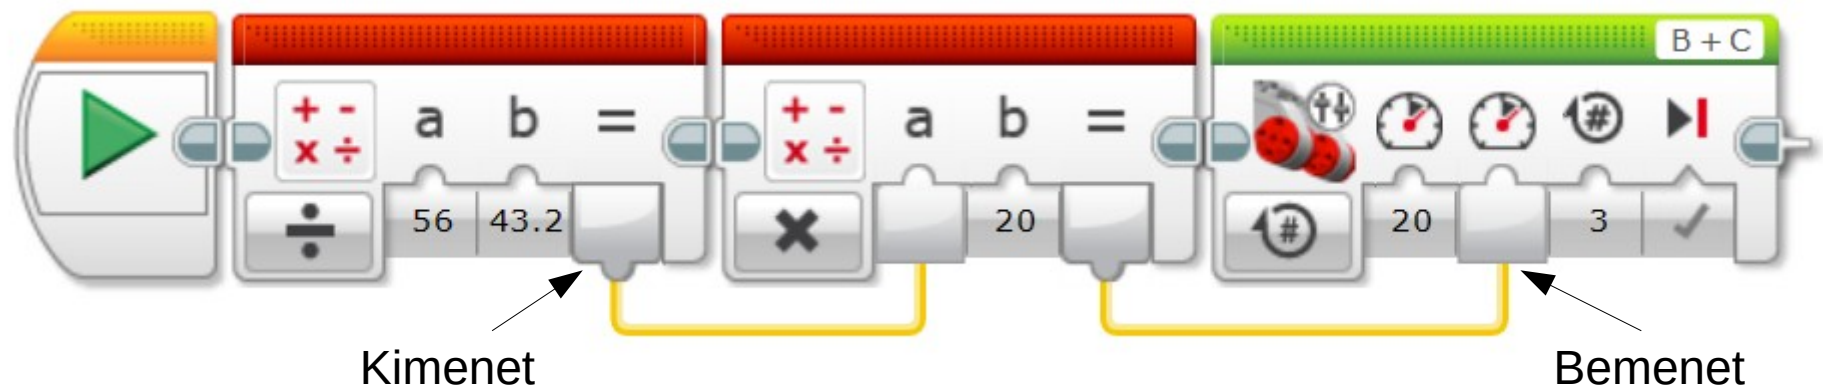 B + C
a b =
a b =
#
56 43.2
20
#
20 3
Kimenet
Bemenet